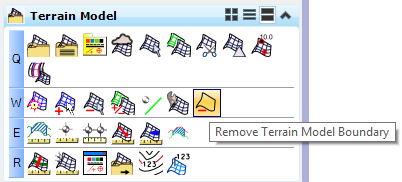 Terrain Model
Q
10.0
W
Remove Terrain Model Boundary
E
R
123
123